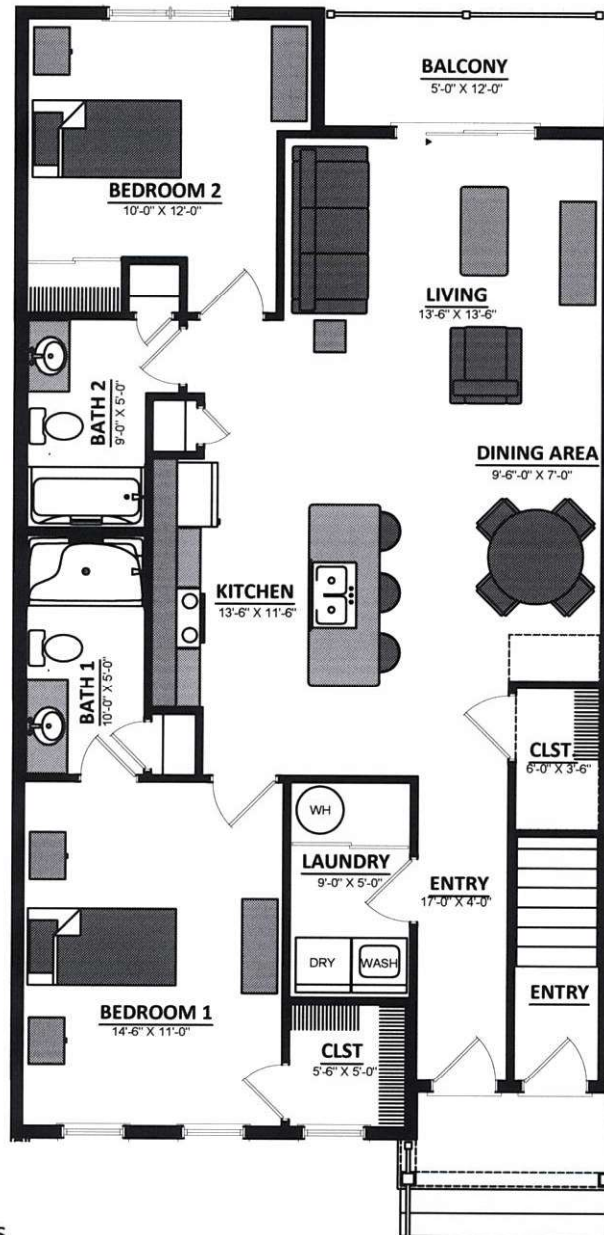 BALCONY
5'-0" X 12'-0"
BEDROOM 2
10'-0" X 12'-0"
LIVING
13'-6" X 13'-6"
BATH 2
9'-0" X 5'-0"
DINING AREA
9'-6"-0" X 7'-0"
KITCHEN
13'-6" X 11'-6"
BATH 1
10'-0" X 5'-0"
CLST.
6'-0" X 3'-6"
WH
LAUNDRY
9'-0" X 5'-0"
ENTRY
17'-0" X 4'-0"
DRY
WASH
ENTRY
BEDROOM 1
14'-6" X 11'-0"
CLST
5'-6" X 5'-0"